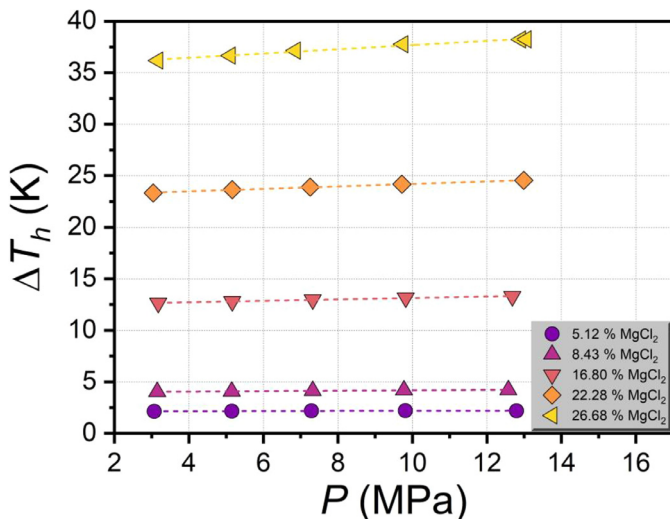 40
35
30
25
20
15
10
5
0
ΔTₕ (K)
2 4 6 8 10 12 14 16
P (MPa)
5.12 % MgCl₂
8.43 % MgCl₂
16.80 % MgCl₂
22.28 % MgCl₂
26.68 % MgCl₂